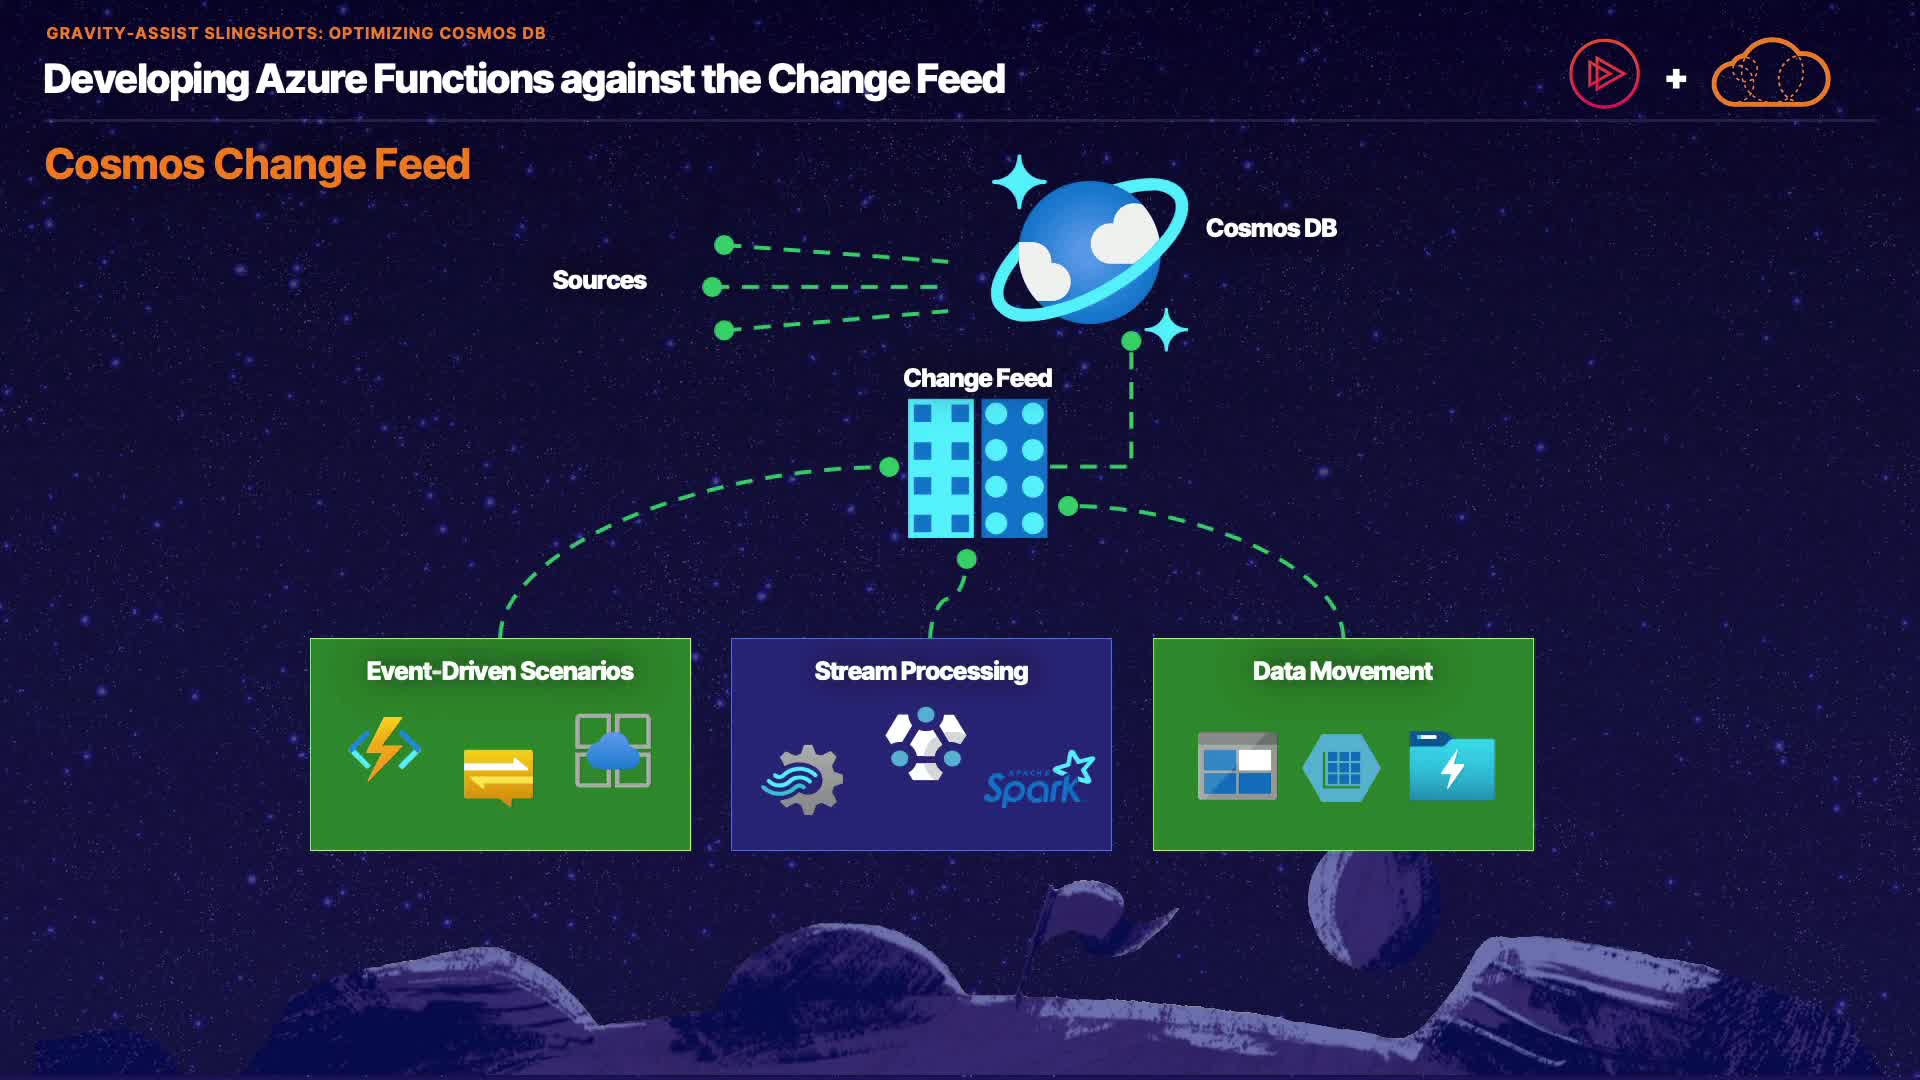 GRAVITY-ASSIST SLINGSHOTS: OPTIMIZING COSMOS DB
Developing Azure Functions against the Change Feed
+
Cosmos Change Feed
Cosmos DB
Sources
Change Feed
Event-Driven Scenarios
Stream Processing
Data Movement
APACHE
Spark